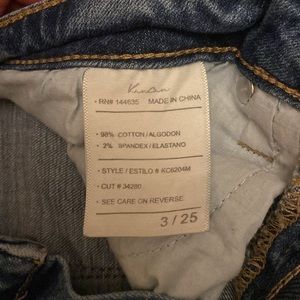 KanCan
· RN# 144635 MADE IN CHINA
· 98% COTTON / ALGODON
· 2% SPANDEX / ELASTANO
· STYLE / ESTILO # KC6204M
· CUT # 34280
· SEE CARE ON REVERSE
3 / 25